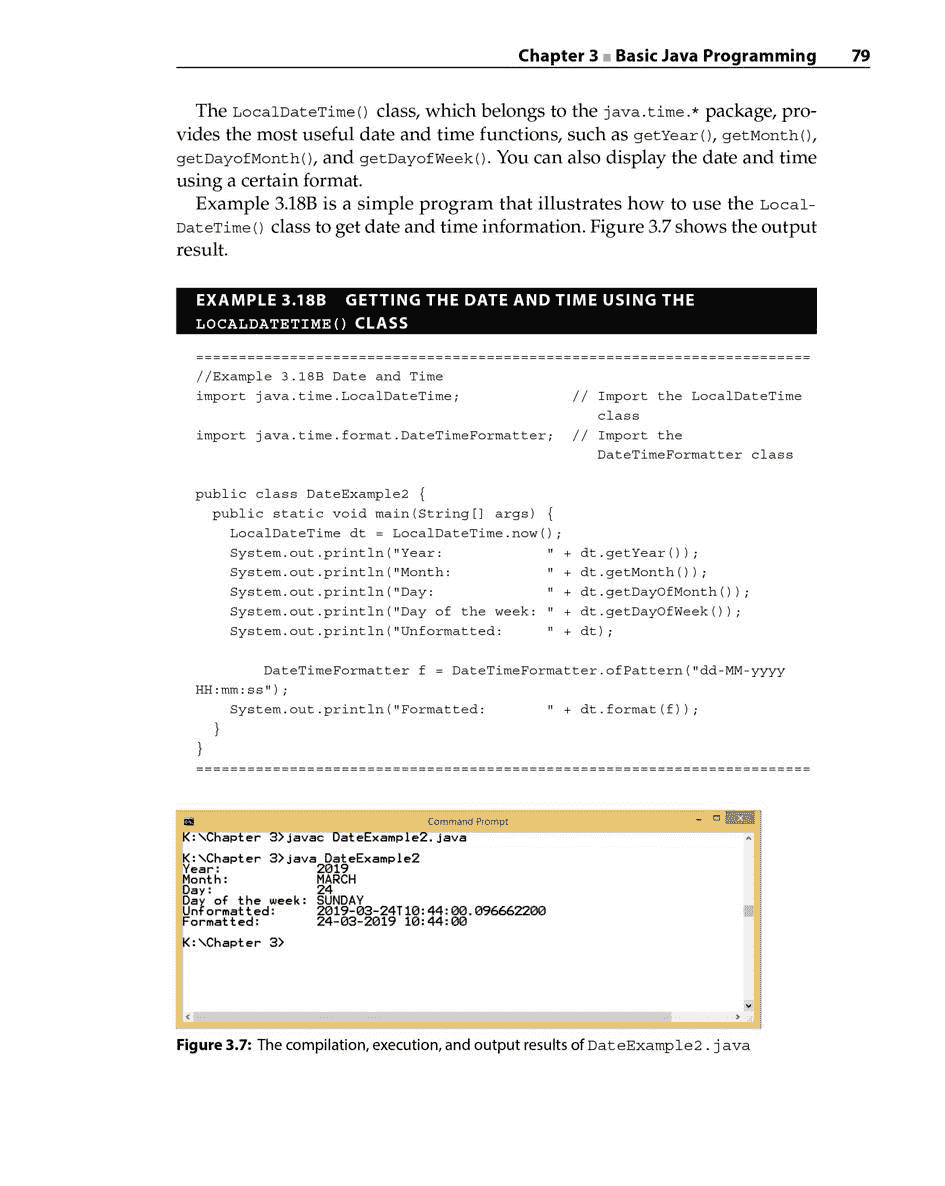 Chapter 3 ■ Basic Java Programming 79
The LocalDateTime() class, which belongs to the java.time.* package, pro-
vides the most useful date and time functions, such as getYear(), getMonth(),
getDayofMonth(), and getDayofWeek(). You can also display the date and time
using a certain format.
Example 3.18B is a simple program that illustrates how to use the Local-
DateTime() class to get date and time information. Figure 3.7 shows the output
result.
EXAMPLE 3.18B GETTING THE DATE AND TIME USING THE
LOCALDATETIME() CLASS
========================================================================
//Example 3.18B Date and Time
import java.time.LocalDateTime; // Import the LocalDateTime
class
import java.time.format.DateTimeFormatter; // Import the
DateTimeFormatter class
public class DateExample2 {
public static void main(String[] args) {
LocalDateTime dt = LocalDateTime.now();
System.out.println("Year: " + dt.getYear());
System.out.println("Month: " + dt.getMonth());
System.out.println("Day: " + dt.getDayOfMonth());
System.out.println("Day of the week: " + dt.getDayOfWeek());
System.out.println("Unformatted: " + dt);
DateTimeFormatter f = DateTimeFormatter.ofPattern("dd-MM-yyyy
HH:mm:ss");
System.out.println("Formatted: " + dt.format(f));
}
}
========================================================================
Command Prompt
K:\Chapter 3>javac DateExample2.java
K:\Chapter 3>java DateExample2
Year: 2019
Month: MARCH
Day: 24
Day of the week: SUNDAY
Unformatted: 2019-03-24T10:44:00.096662200
Formatted: 24-03-2019 10:44:00
K:\Chapter 3>
Figure 3.7: The compilation, execution, and output results of DateExample2.java